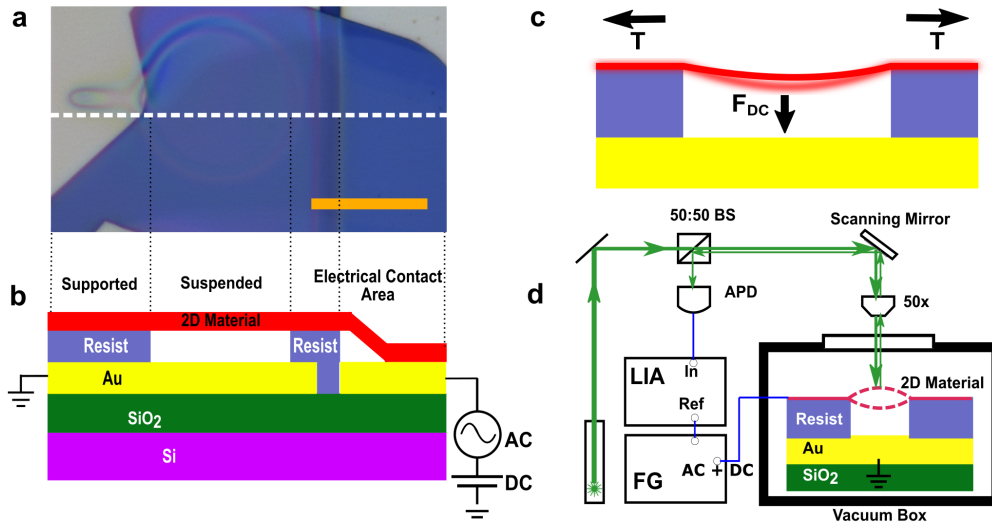 a
Supported
Suspended
Electrical Contact
Area
b
2D Material
Resist
Resist
Au
SiO2
Si
AC
DC
c
T
T
FDC
d
50:50 BS
Scanning Mirror
APD
50x
LIA
In
Ref
FG
AC + DC
2D Material
Resist
Au
SiO2
Vacuum Box